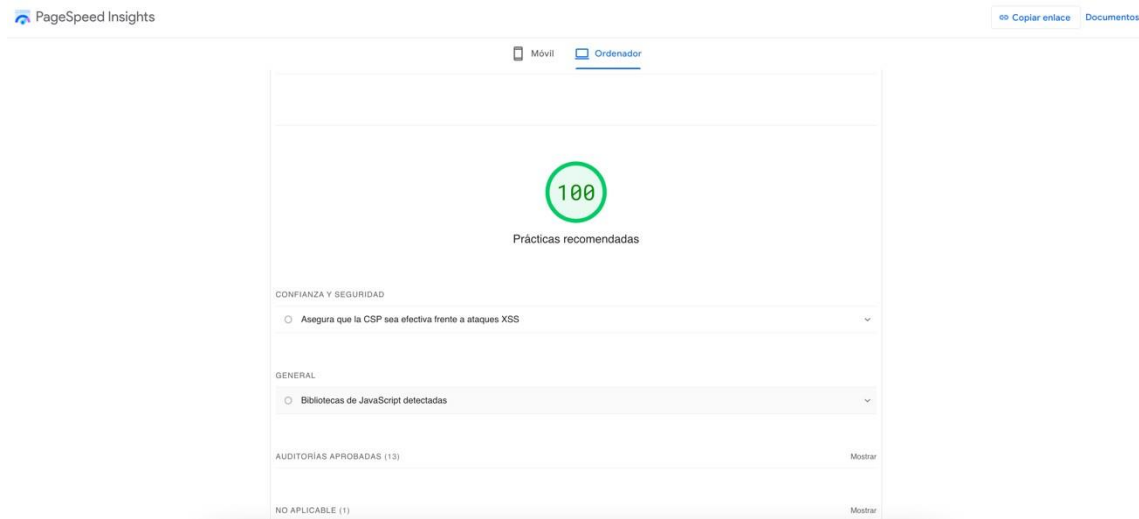 PageSpeed Insights
Copiar enlace
Documentos
Móvil
Ordenador
100
Prácticas recomendadas
CONFIANZA Y SEGURIDAD
Asegura que la CSP sea efectiva frente a ataques XSS
GENERAL
Bibliotecas de JavaScript detectadas
AUDITORÍAS APROBADAS (13)
Mostrar
NO APLICABLE (1)
Mostrar